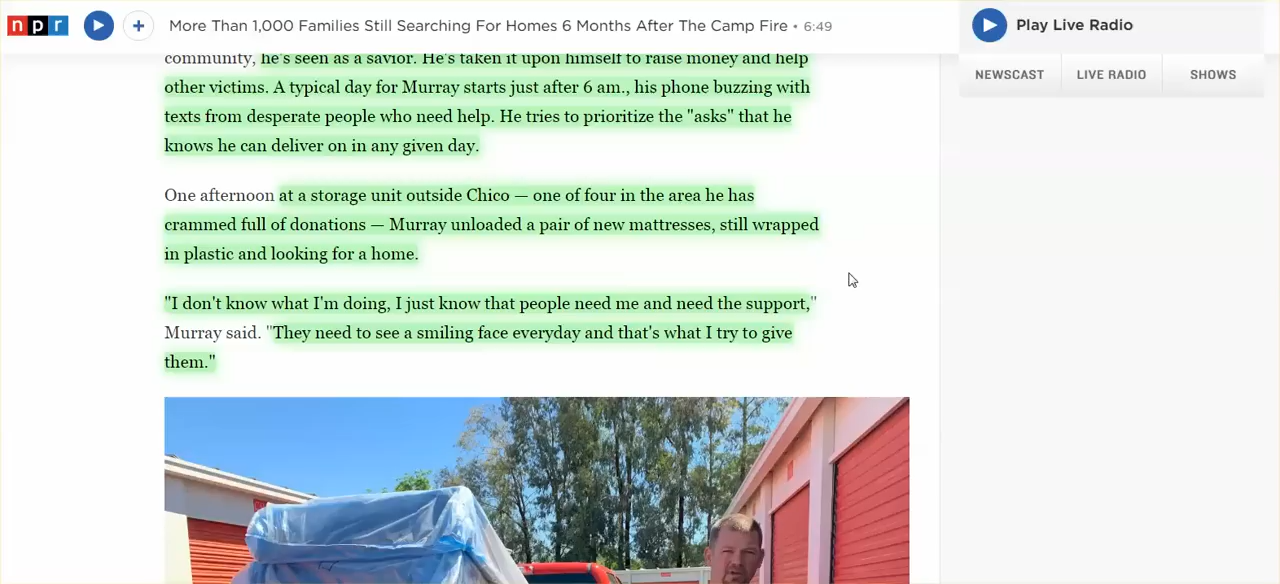 npr
More Than 1,000 Families Still Searching For Homes 6 Months After The Camp Fire • 6:49
Play Live Radio
NEWSCAST
LIVE RADIO
SHOWS
community, he's seen as a savior. He's taken it upon himself to raise money and help
other victims. A typical day for Murray starts just after 6 am., his phone buzzing with
texts from desperate people who need help. He tries to prioritize the "asks" that he
knows he can deliver on in any given day.
One afternoon at a storage unit outside Chico — one of four in the area he has
crammed full of donations — Murray unloaded a pair of new mattresses, still wrapped
in plastic and looking for a home.
"I don't know what I'm doing, I just know that people need me and need the support,"
Murray said. "They need to see a smiling face everyday and that's what I try to give
them."